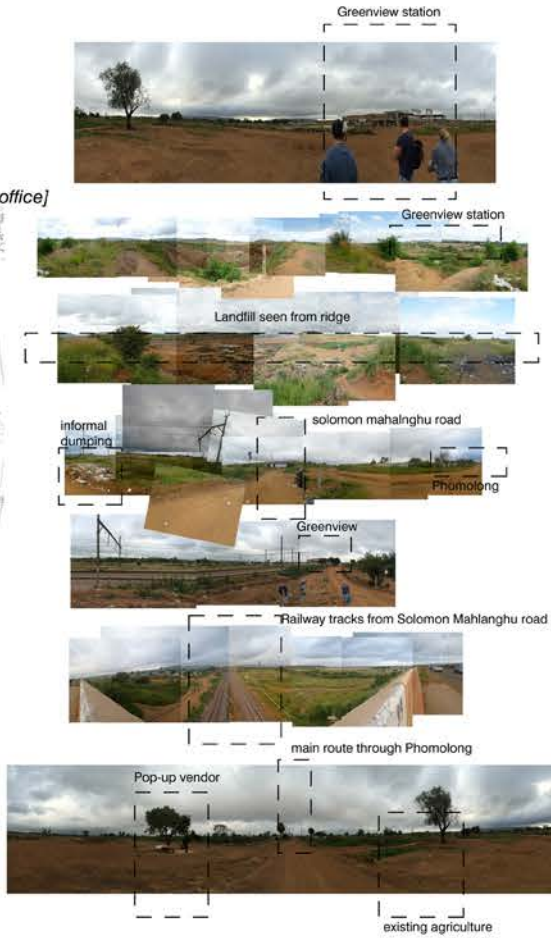 Greenview station
office]
Greenview station
Landfill seen from ridge
informal
dumping
solomon mahalnghu road
Phomolong
Greenview
Railway tracks from Solomon Mahlanghu road
main route through Phomolong
Pop-up vendor
existing agriculture